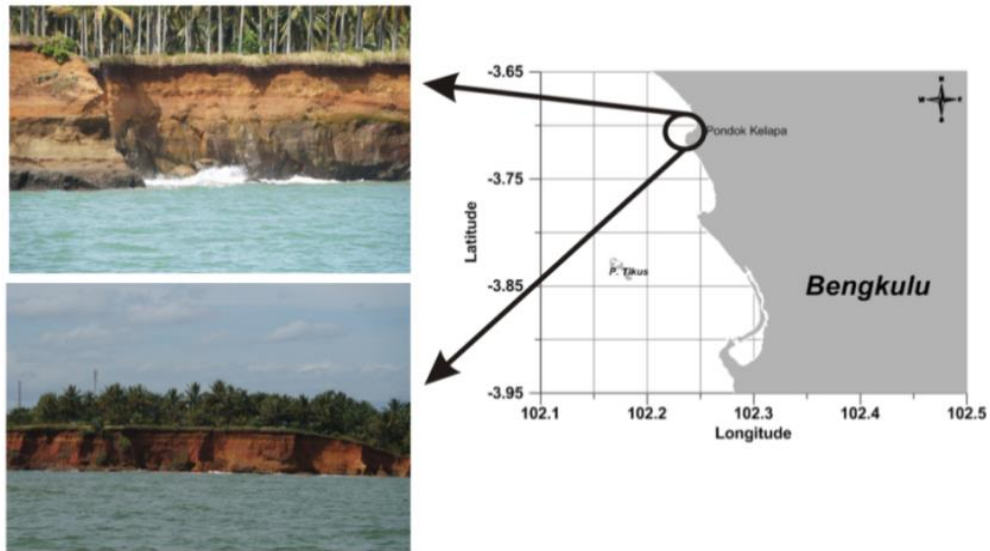 -3.65
-3.75
-3.85
-3.95
Latitude
Pondok Kelapa
P. Tikus
Bengkulu
N
W
E
S
102.1 102.2 102.3 102.4 102.5
Longitude